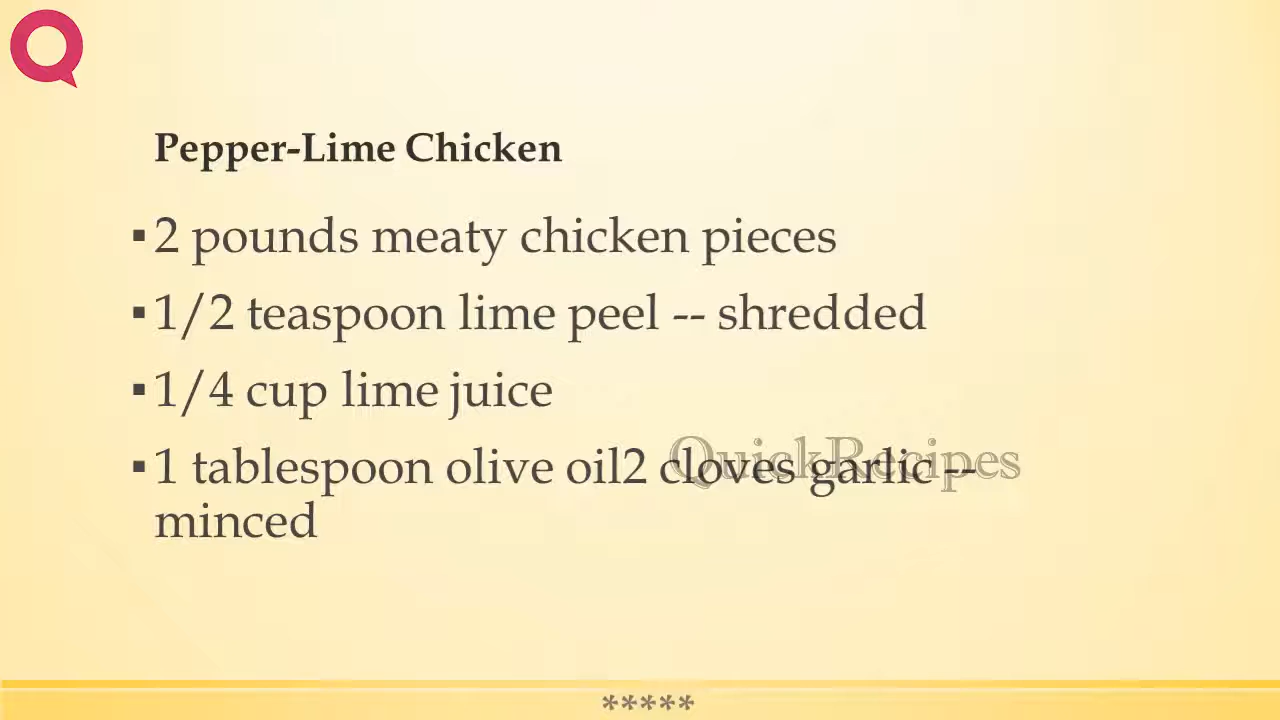 Pepper-Lime Chicken
▪2 pounds meaty chicken pieces
▪1/2 teaspoon lime peel -- shredded
▪1/4 cup lime juice
▪1 tablespoon olive oil2 cloves garlic --
minced
QuickRecipes
*****